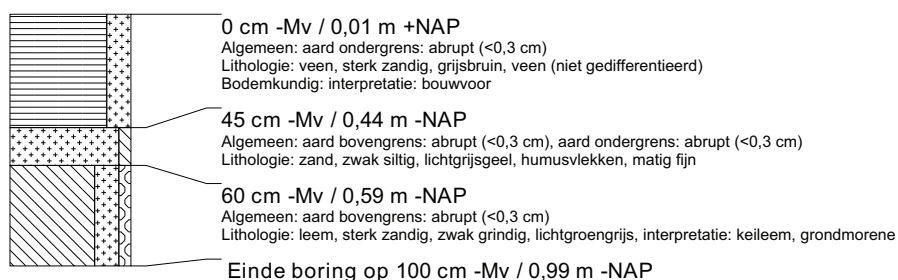 0 cm -Mv / 0,01 m +NAP
Algemeen: aard ondergrens: abrupt (<0,3 cm)
Lithologie: veen, sterk zandig, grijsbruin, veen (niet gedifferentieerd)
Bodemkundig: interpretatie: bouwvoor
45 cm -Mv / 0,44 m -NAP
Algemeen: aard bovengrens: abrupt (<0,3 cm), aard ondergrens: abrupt (<0,3 cm)
Lithologie: zand, zwak siltig, lichtgrijsgeel, humusvlekken, matig fijn
60 cm -Mv / 0,59 m -NAP
Algemeen: aard bovengrens: abrupt (<0,3 cm)
Lithologie: leem, sterk zandig, zwak grindig, lichtgroengrijs, interpretatie: keileem, grondmorene
Einde boring op 100 cm -Mv / 0,99 m -NAP